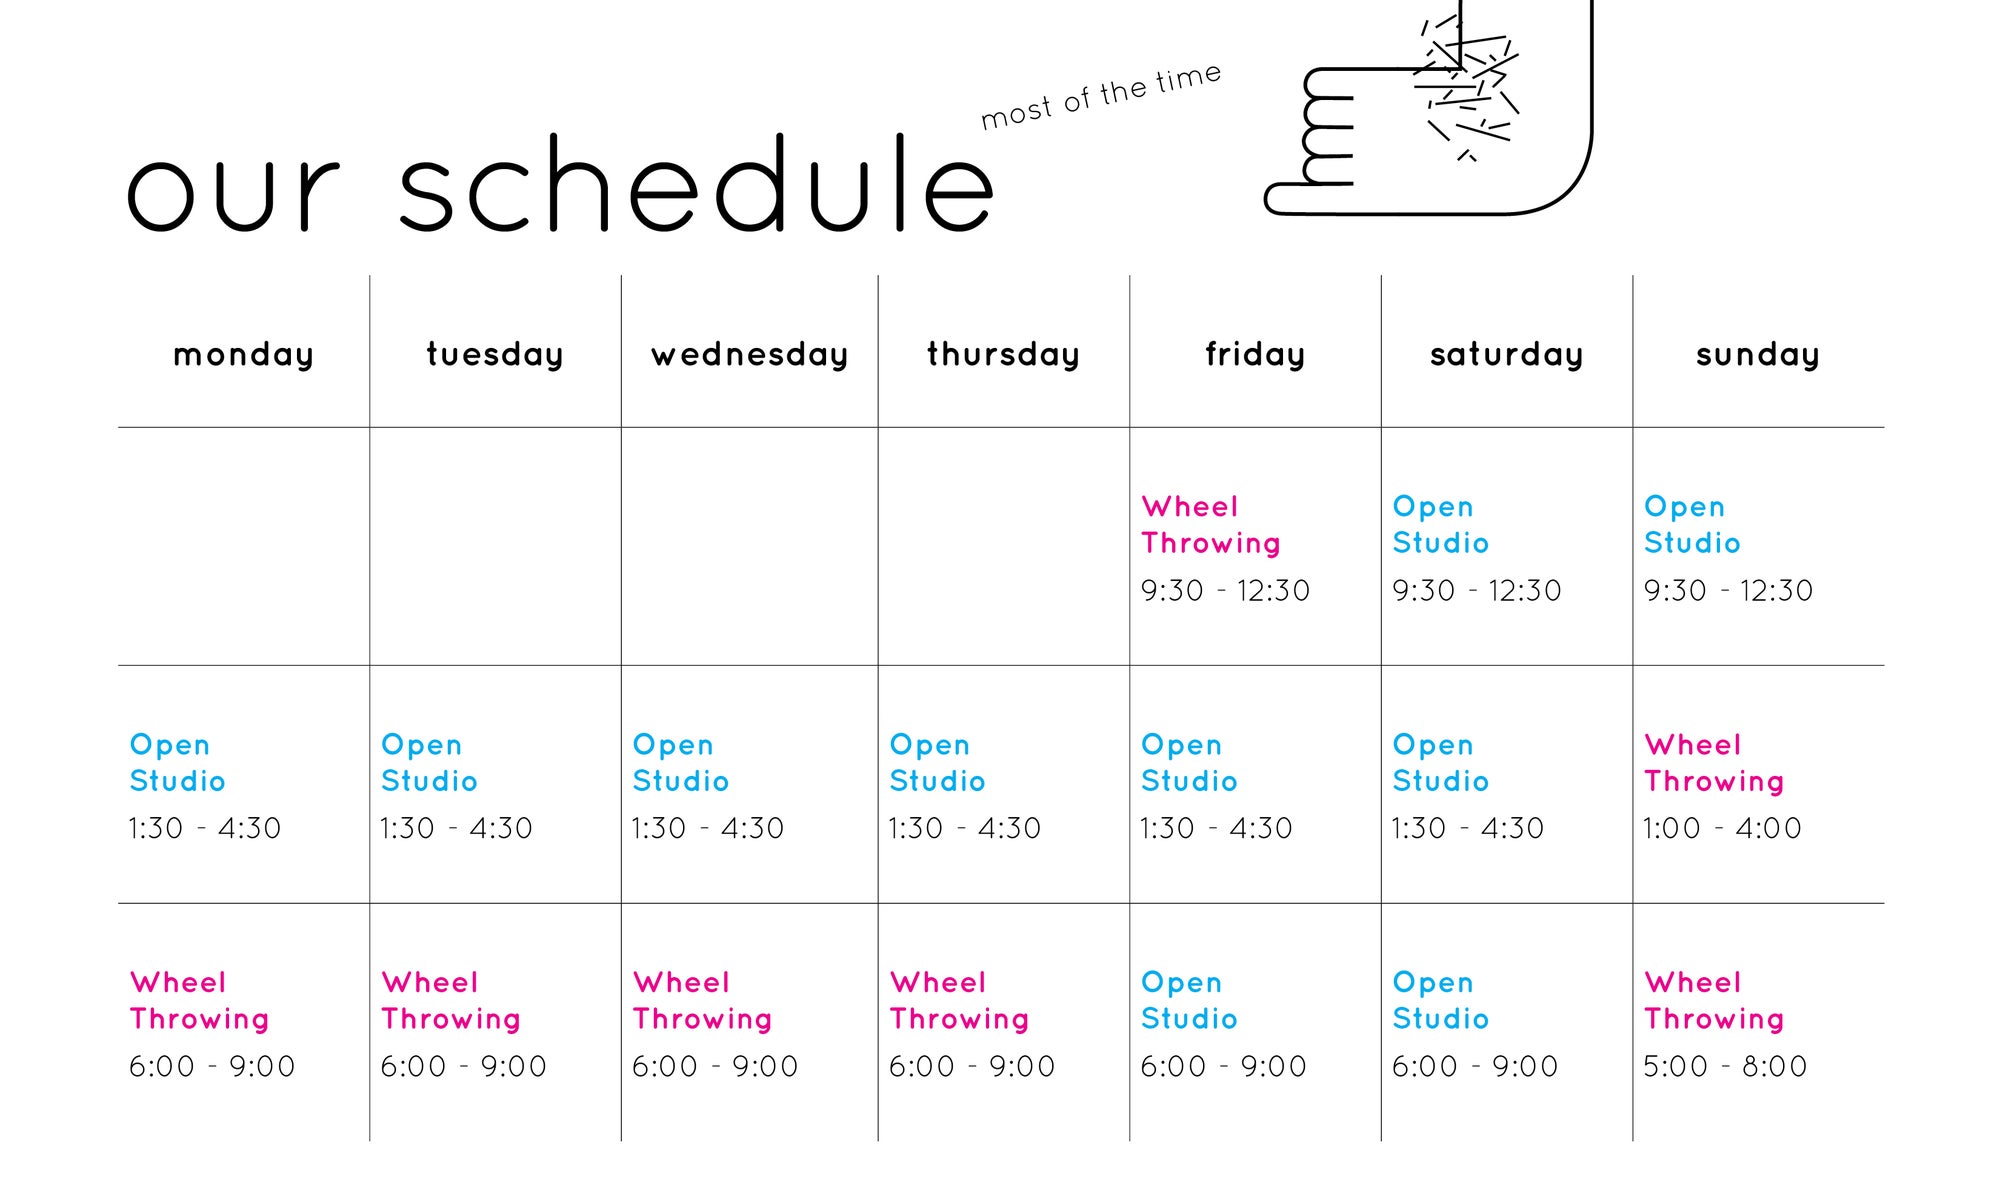 most of the time
our schedule
monday tuesday wednesday thursday friday saturday sunday
Wheel Open Open
Throwing Studio Studio
9:30 - 12:30 9:30 - 12:30 9:30 - 12:30
Open Open Open Open Open Open Wheel
Studio Studio Studio Studio Studio Studio Throwing
1:30 - 4:30 1:30 - 4:30 1:30 - 4:30 1:30 - 4:30 1:30 - 4:30 1:30 - 4:30 1:00 - 4:00
Wheel Wheel Wheel Wheel Open Open Wheel
Throwing Throwing Throwing Throwing Studio Studio Throwing
6:00 - 9:00 6:00 - 9:00 6:00 - 9:00 6:00 - 9:00 6:00 - 9:00 6:00 - 9:00 5:00 - 8:00